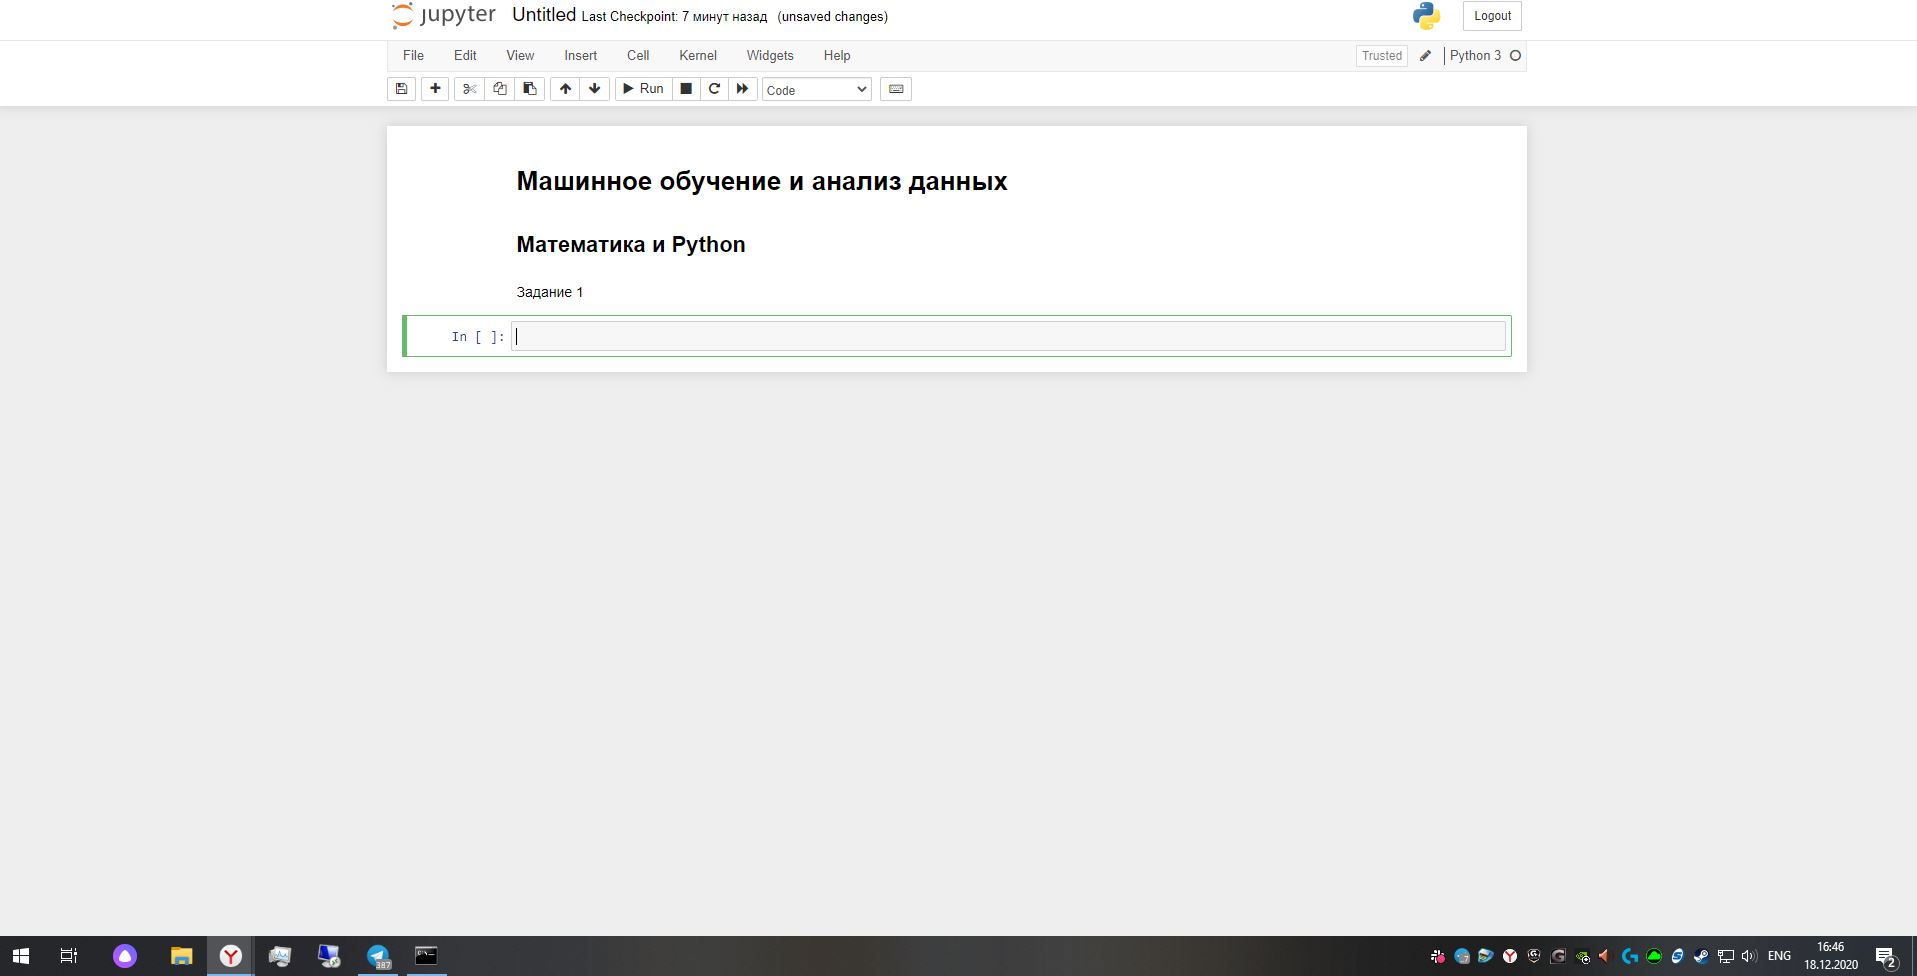 jupyter Untitled Last Checkpoint: 7 минут назад (unsaved changes) Logout
File Edit View Insert Cell Kernel Widgets Help Trusted Python 3
Run Code
Машинное обучение и анализ данных
Математика и Python
Задание 1
In [ ]:
387
ENG
16:46
18.12.2020
2